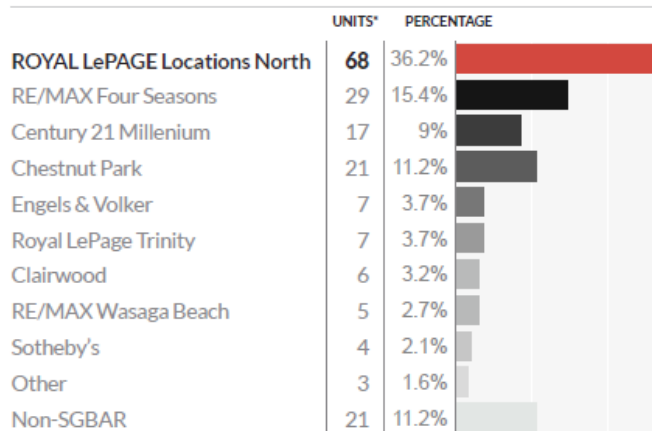 UNITS* PERCENTAGE
ROYAL LePAGE Locations North 68 36.2%
RE/MAX Four Seasons 29 15.4%
Century 21 Millenium 17 9%
Chestnut Park 21 11.2%
Engels & Volker 7 3.7%
Royal LePage Trinity 7 3.7%
Clairwood 6 3.2%
RE/MAX Wasaga Beach 5 2.7%
Sotheby's 4 2.1%
Other 3 1.6%
Non-SGBAR 21 11.2%